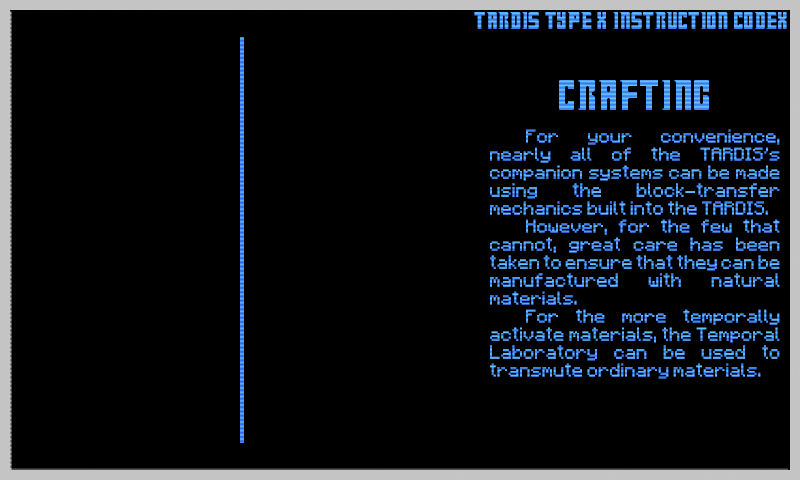 TARDIS TYPE X INSTRUCTION CODEX
CRAFTING
For your convenience,
nearly all of the TARDIS's
companion systems can be made
using the block-transfer
mechanics built into the TARDIS.
However, for the few that
cannot, great care has been
taken to ensure that they can be
manufactured with natural
materials.
For the more temporally
activate materials, the Temporal
Laboratory can be used to
transmute ordinary materials.